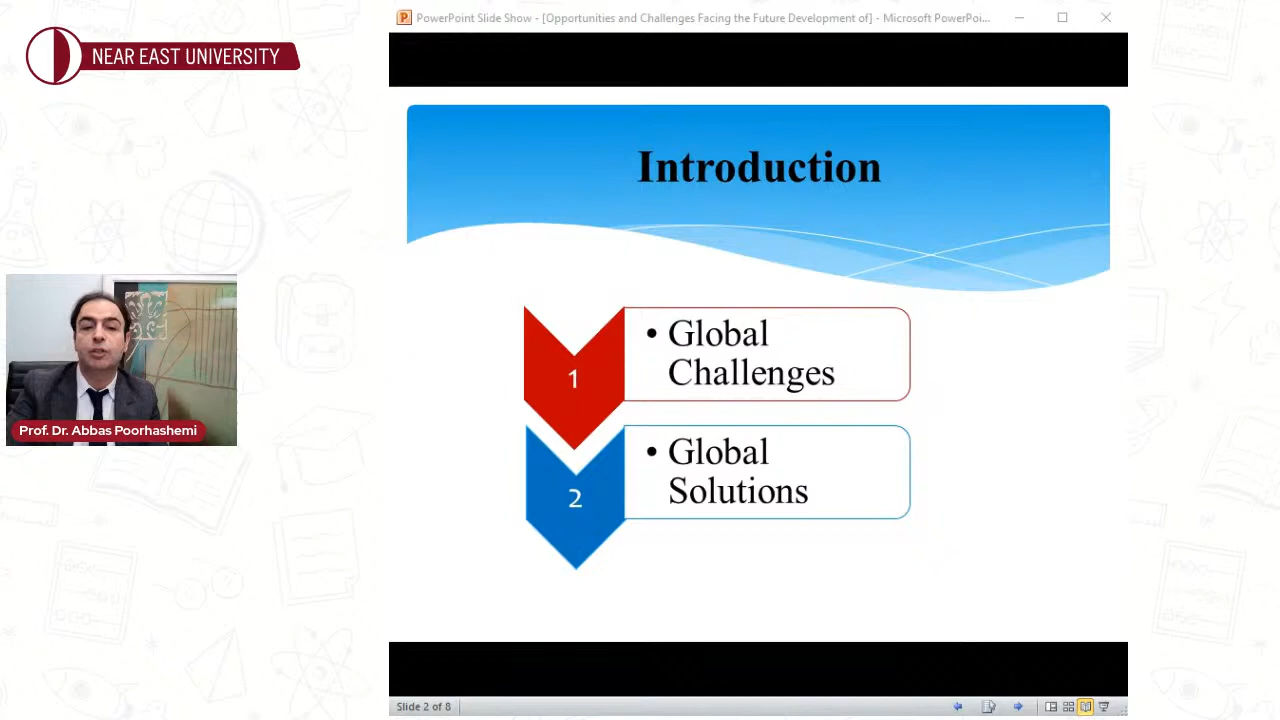 NEAR EAST UNIVERSITY
PowerPoint Slide Show - [Opportunities and Challenges Facing the Future Development of] - Microsoft PowerPoi...
Introduction
1
• Global
Challenges
2
• Global
Solutions
Prof. Dr. Abbas Poorhashemi
Slide 2 of 8